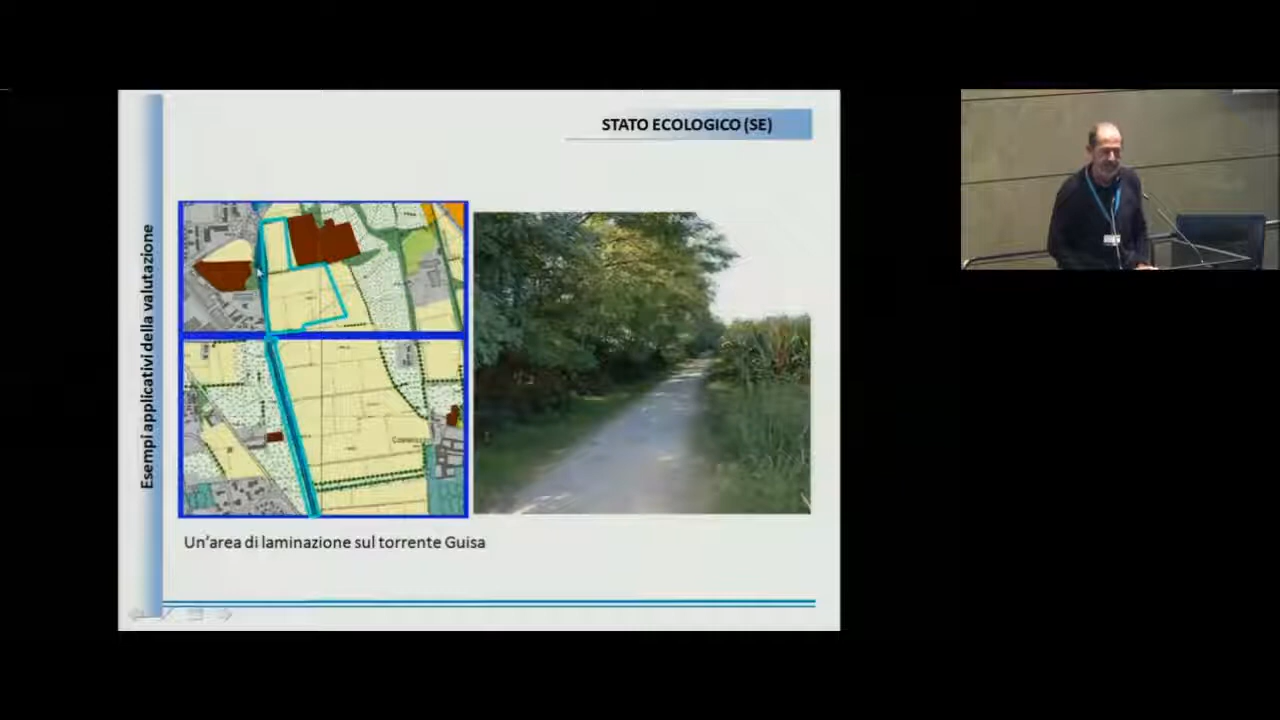 STATO ECOLOGICO (SE)
Esempi applicativi della valutazione
Un'area di laminazione sul torrente Guisa